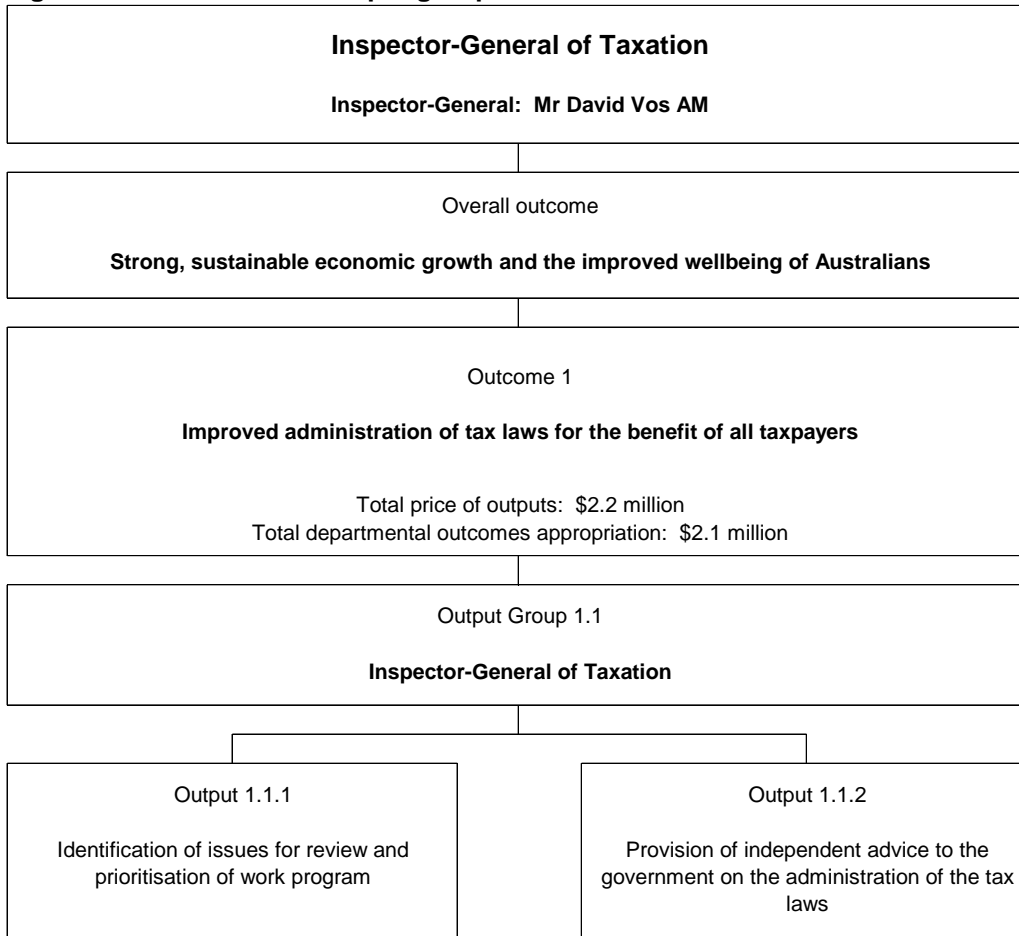 Inspector-General of Taxation
Inspector-General: Mr David Vos AM
Overall outcome
Strong, sustainable economic growth and the improved wellbeing of Australians
Outcome 1
Improved administration of tax laws for the benefit of all taxpayers
Total price of outputs: $2.2 million
Total departmental outcomes appropriation: $2.1 million
Output Group 1.1
Inspector-General of Taxation
Output 1.1.1
Identification of issues for review and
prioritisation of work program
Output 1.1.2
Provision of independent advice to the
government on the administration of the tax
laws